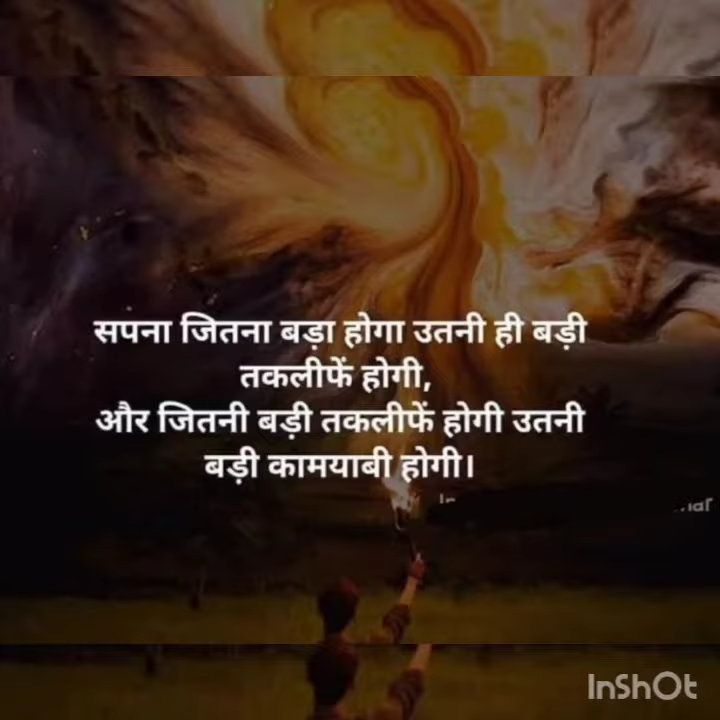 सपना जितना बड़ा होगा उतनी ही बड़ी
तकलीफें होगी,
और जितनी बड़ी तकलीफें होगी उतनी
बड़ी कामयाबी होगी।
InShOt